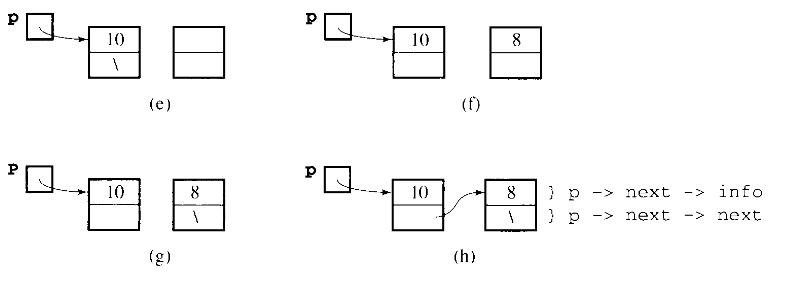 p
10
\
(e)
p
10 8
(f)
p
10 8
\
(g)
p
10 8 } p -> next -> info
\ } p -> next -> next
(h)